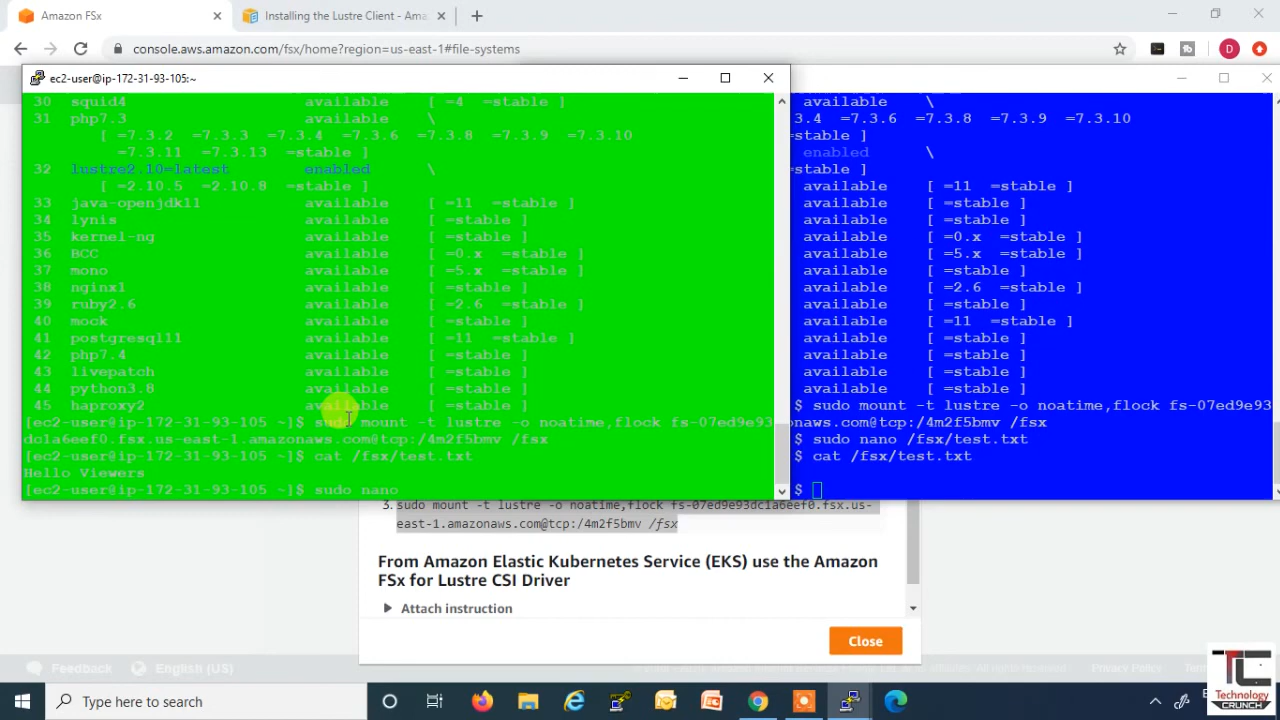 Amazon FSx
Installing the Lustre Client - Ama
console.aws.amazon.com/fsx/home?region=us-east-1#file-systems
D
ec2-user@ip-172-31-93-105:~
30 squid4 available [ =4 =stable ]
31 php7.3 available \
[ =7.3.2 =7.3.3 =7.3.4 =7.3.6 =7.3.8 =7.3.9 =7.3.10
=7.3.11 =7.3.13 =stable ]
32 lustre2.10=latest enabled \
[ =2.10.5 =2.10.8 =stable ]
33 java-openjdk11 available [ =11 =stable ]
34 lynis available [ =stable ]
35 kernel-ng available [ =stable ]
36 BCC available [ =0.x =stable ]
37 mono available [ =5.x =stable ]
38 nginx1 available [ =stable ]
39 ruby2.6 available [ =2.6 =stable ]
40 mock available [ =stable ]
41 postgresql11 available [ =11 =stable ]
42 php7.4 available [ =stable ]
43 livepatch available [ =stable ]
44 python3.8 available [ =stable ]
45 haproxy2 available [ =stable ]
[ec2-user@ip-172-31-93-105 ~]$ sudo mount -t lustre -o noatime,flock fs-07ed9e93
dc1a6eef0.fsx.us-east-1.amazonaws.com@tcp:/4m2f5bmv /fsx
[ec2-user@ip-172-31-93-105 ~]$ cat /fsx/test.txt
Hello Viewers
[ec2-user@ip-172-31-93-105 ~]$ sudo nano
available \
3.4 =7.3.6 =7.3.8 =7.3.9 =7.3.10
=stable ]
enabled \
=stable ]
available [ =11 =stable ]
available [ =stable ]
available [ =stable ]
available [ =0.x =stable ]
available [ =5.x =stable ]
available [ =stable ]
available [ =2.6 =stable ]
available [ =stable ]
available [ =11 =stable ]
available [ =stable ]
available [ =stable ]
available [ =stable ]
available [ =stable ]
$ sudo mount -t lustre -o noatime,flock fs-07ed9e93
onaws.com@tcp:/4m2f5bmv /fsx
$ sudo nano /fsx/test.txt
$ cat /fsx/test.txt
$
3. sudo mount -t lustre -o noatime,flock fs-07ed9e93dc1a6eef0.fsx.us-
east-1.amazonaws.com@tcp:/4m2f5bmv /fsx
From Amazon Elastic Kubernetes Service (EKS) use the Amazon
FSx for Lustre CSI Driver
Attach instruction
Close
Feedback English (US)
Privacy Policy
Type here to search
Technology
CRUNCH